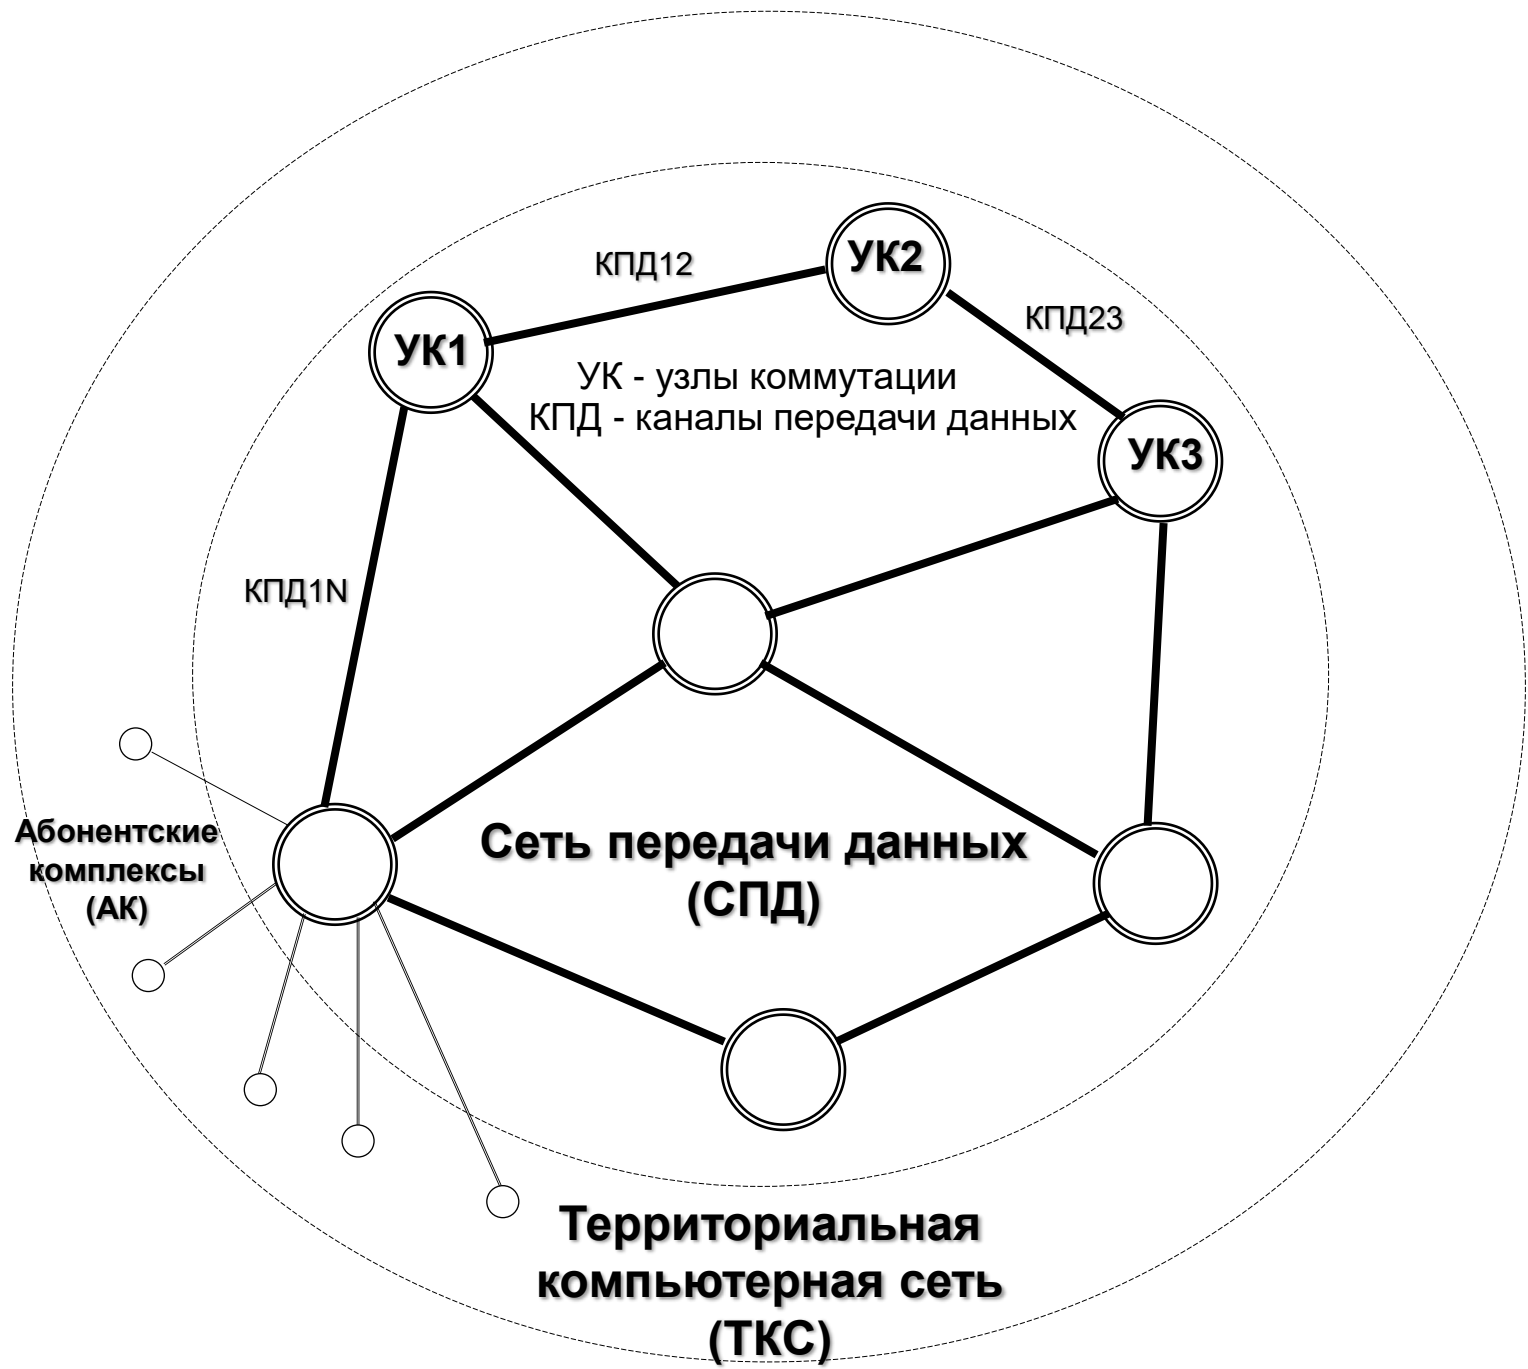 УК2
КПД12
КПД23
УК1
УК - узлы коммутации
КПД - каналы передачи данных
УК3
КПД1N
Абонентские
комплексы
(АК)
Сеть передачи данных
(СПД)
Территориальная
компьютерная сеть
(ТКС)